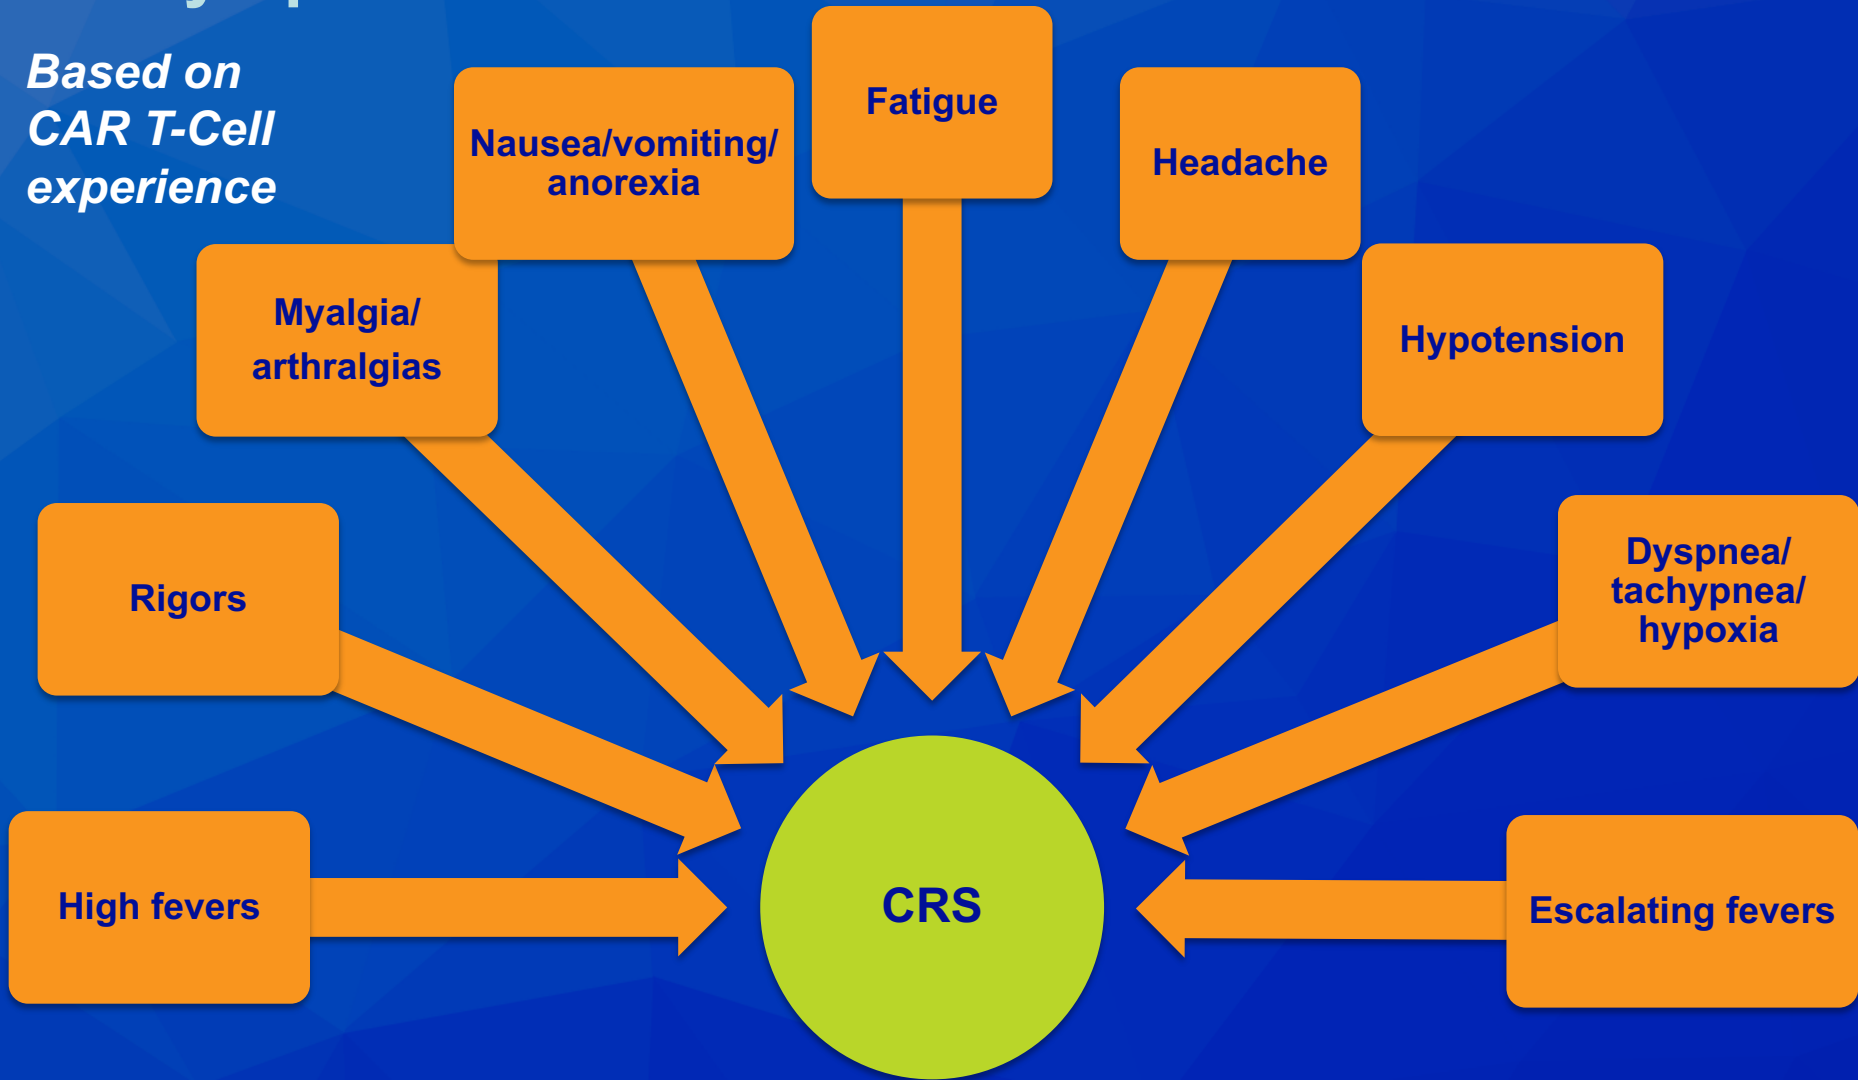 Based on
CAR T-Cell
experience
Fatigue
Nausea/vomiting/
anorexia
Headache
Myalgia/
arthralgias
Hypotension
Rigors
Dyspnea/
tachypnea/
hypoxia
High fevers
CRS
Escalating fevers